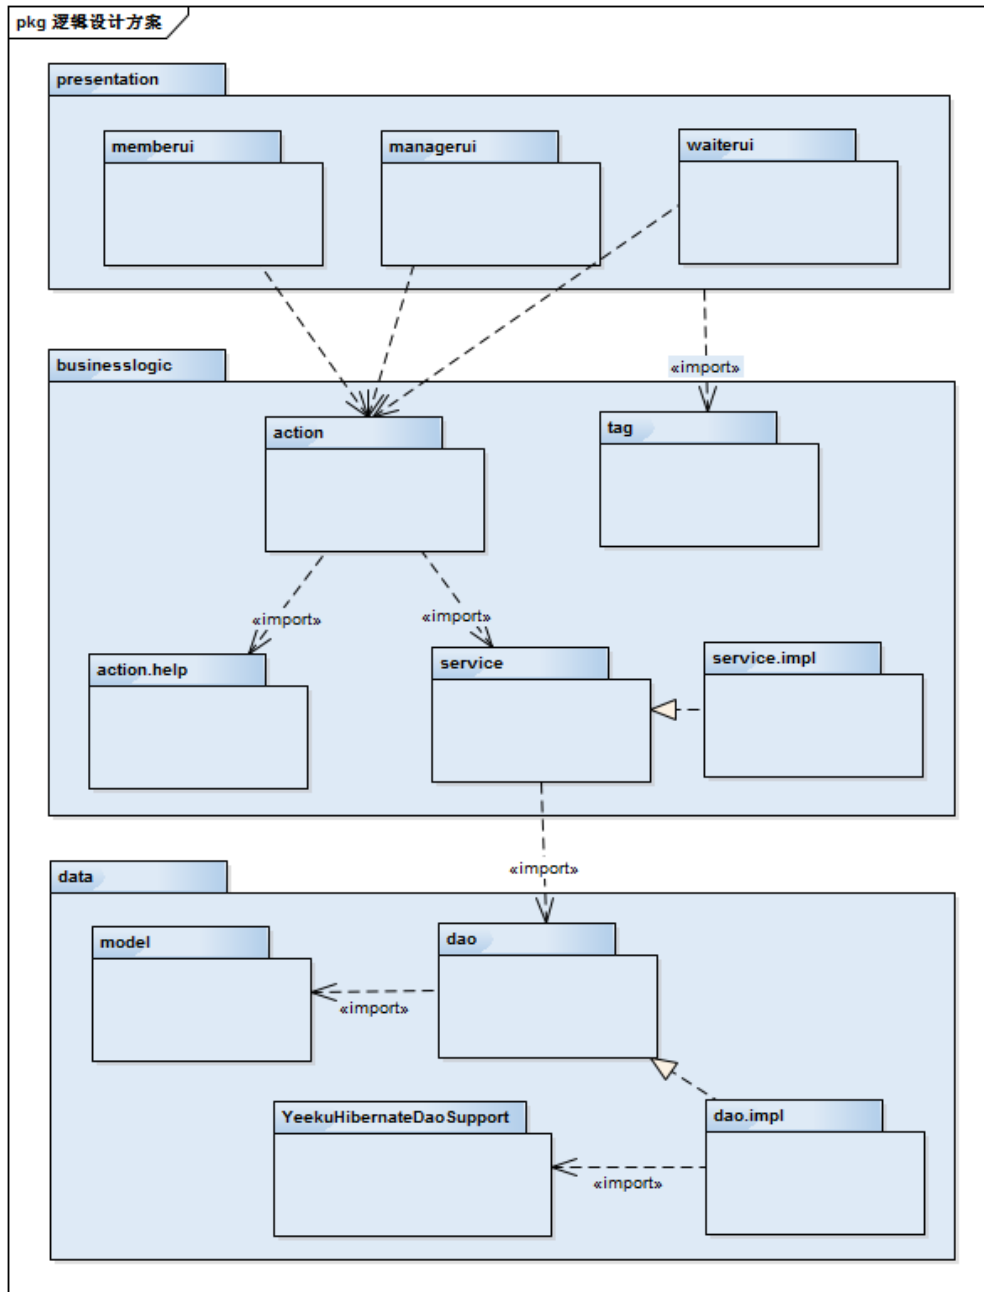 pkg 逻辑设计方案
presentation
memberui
managerui
waiterui
businesslogic
«import»
action
tag
«import»
«import»
action.help
service
service.impl
«import»
data
model
dao
«import»
YeekuHibernateDaoSupport
dao.impl
«import»